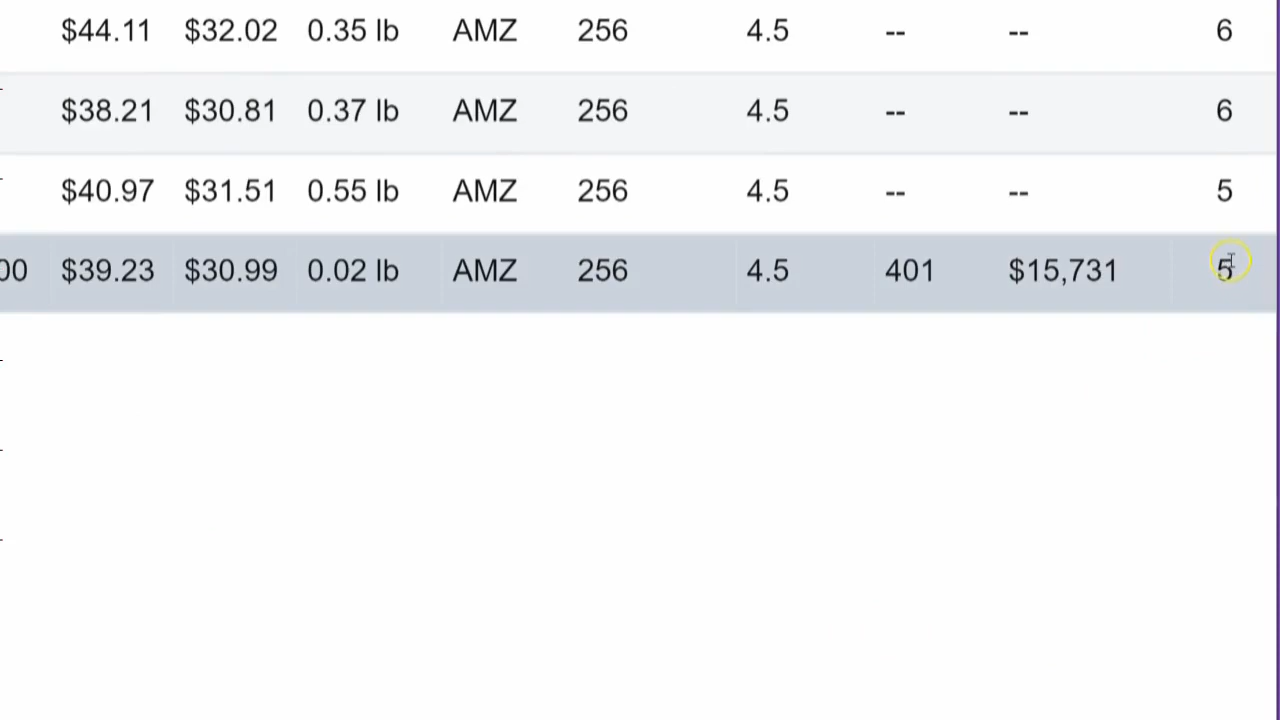 $44.11 $32.02 0.35 lb AMZ 256 4.5 -- -- 6
$38.21 $30.81 0.37 lb AMZ 256 4.5 -- -- 6
$40.97 $31.51 0.55 lb AMZ 256 4.5 -- -- 5
00 $39.23 $30.99 0.02 lb AMZ 256 4.5 401 $15,731 5